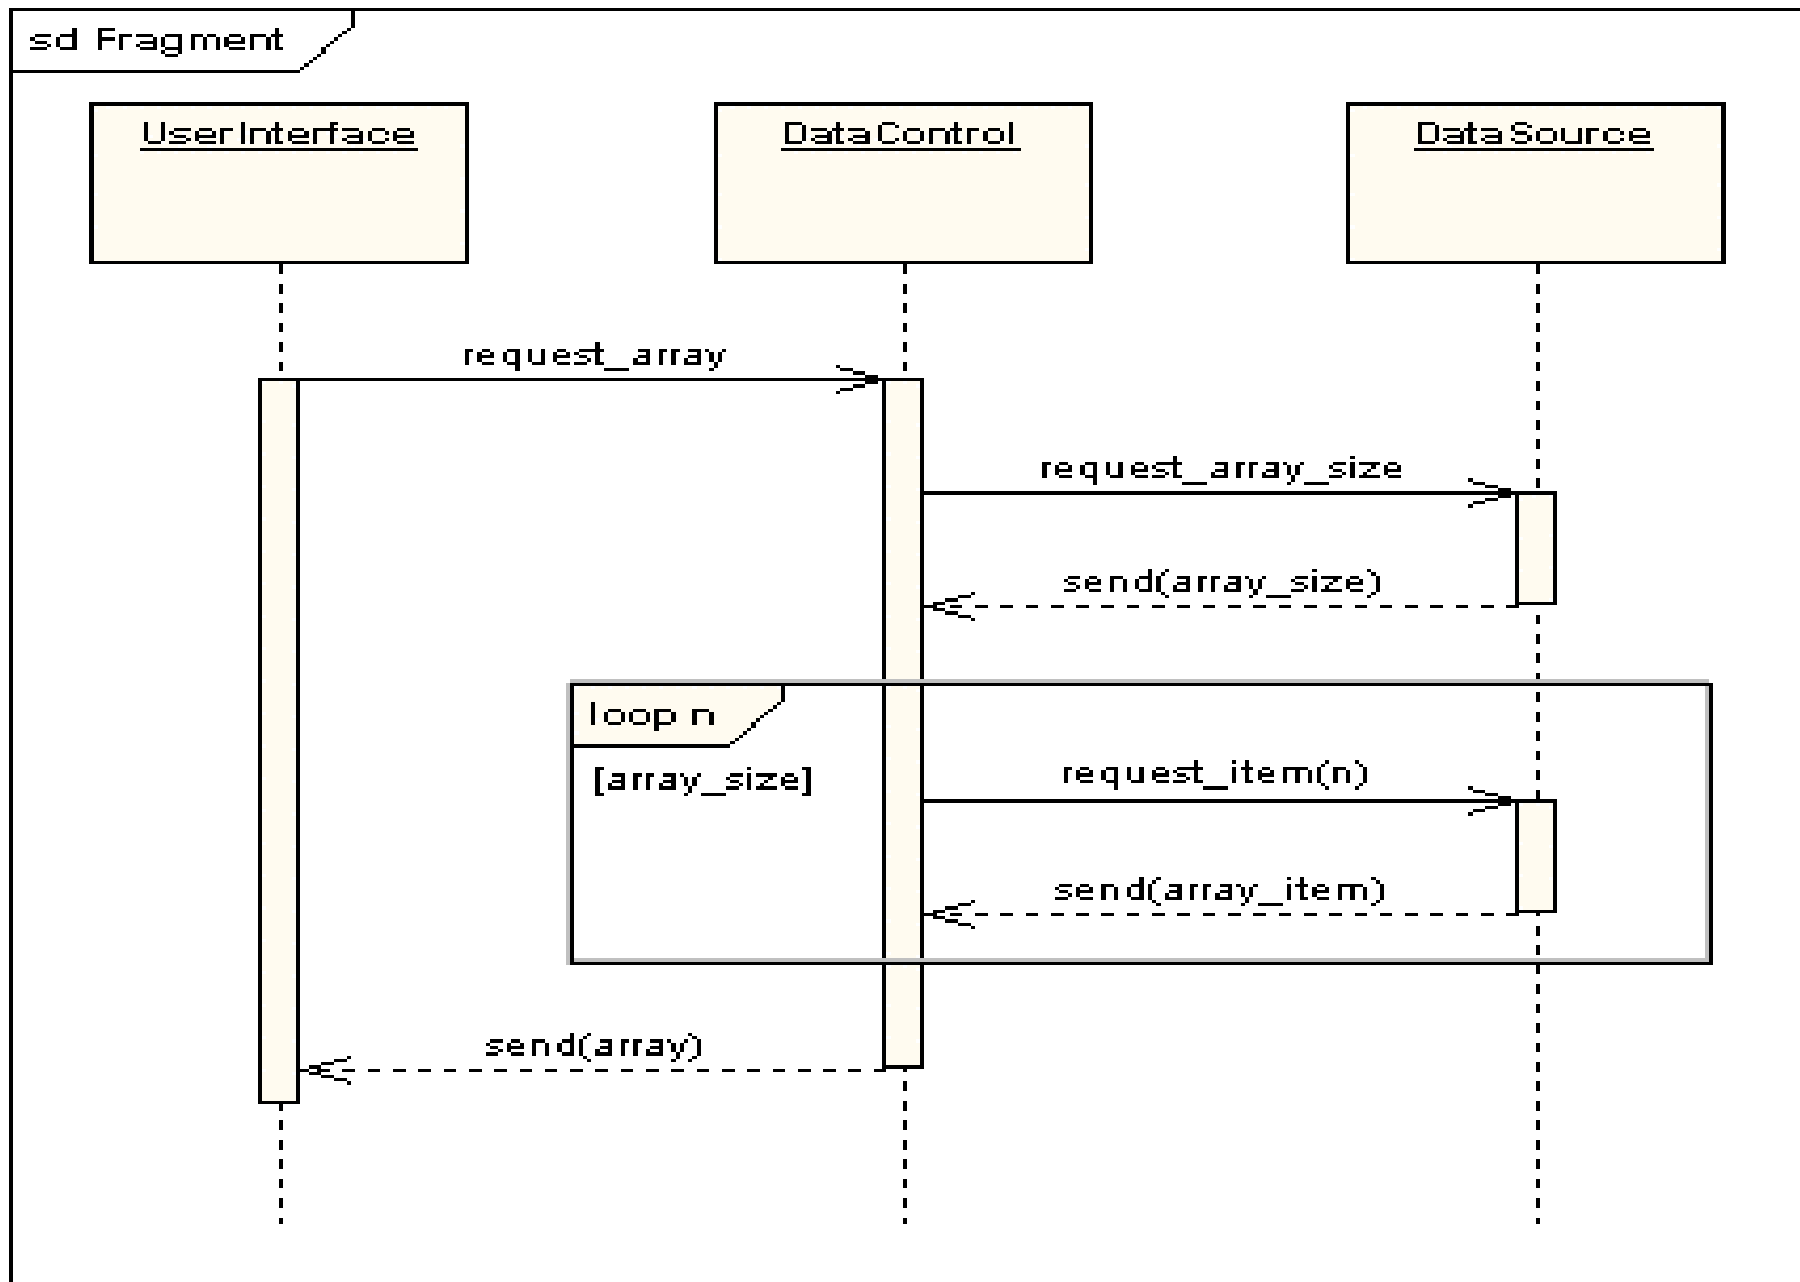 sd Fragment
UserInterface
DataControl
DataSource
request_array
request_array_size
send(array_size)
loop n
[array_size]
request_item(n)
send(array_item)
send(array)